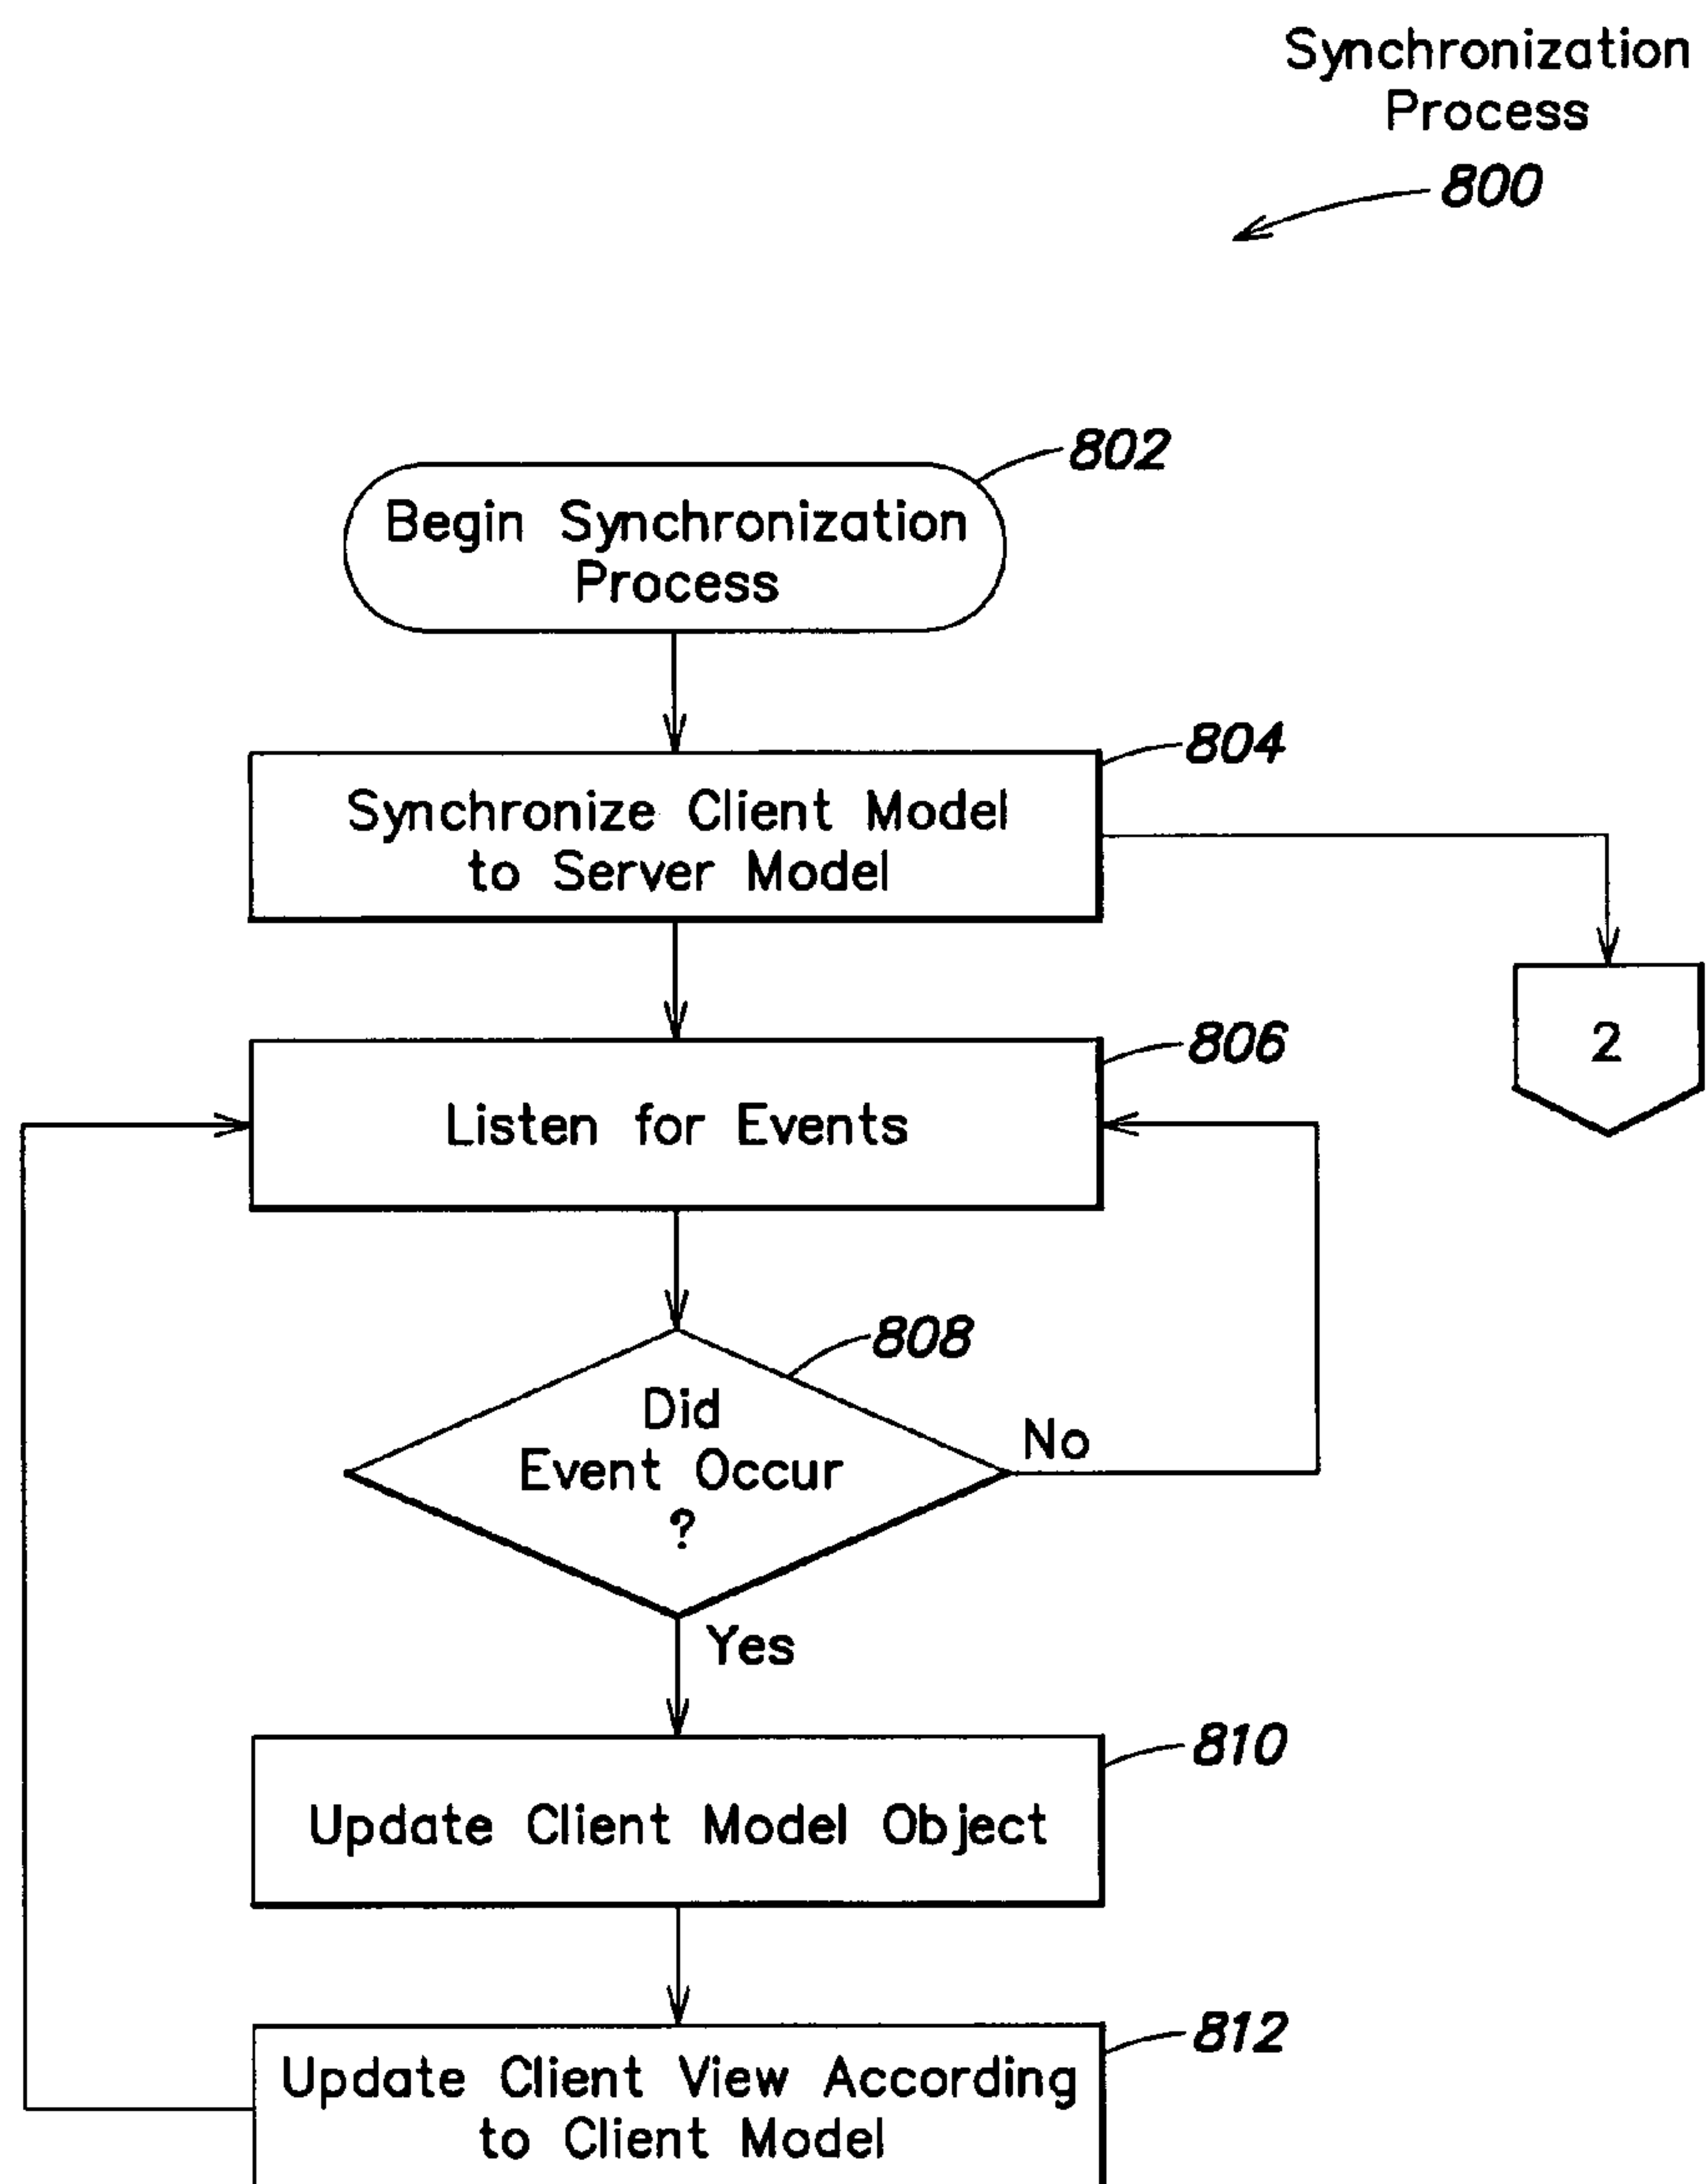 Synchronization
Process
800
802
Begin Synchronization
Process
804
Synchronize Client Model
to Server Model
2
806
Listen for Events
808
Did
Event Occur
?
No
Yes
810
Update Client Model Object
812
Update Client View According
to Client Model